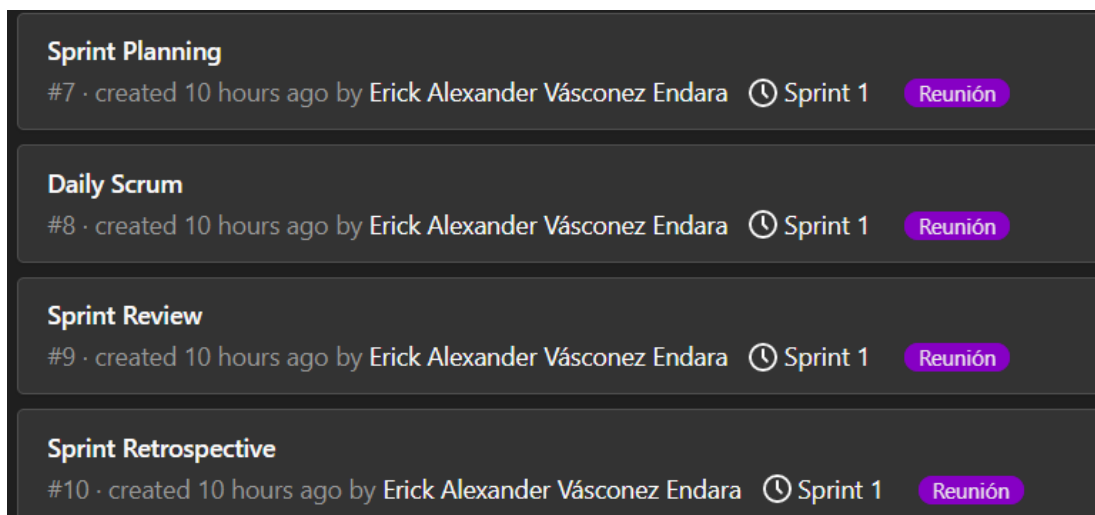 Sprint Planning
#7 · created 10 hours ago by Erick Alexander Vásconez Endara Sprint 1 Reunión
Daily Scrum
#8 · created 10 hours ago by Erick Alexander Vásconez Endara Sprint 1 Reunión
Sprint Review
#9 · created 10 hours ago by Erick Alexander Vásconez Endara Sprint 1 Reunión
Sprint Retrospective
#10 · created 10 hours ago by Erick Alexander Vásconez Endara Sprint 1 Reunión